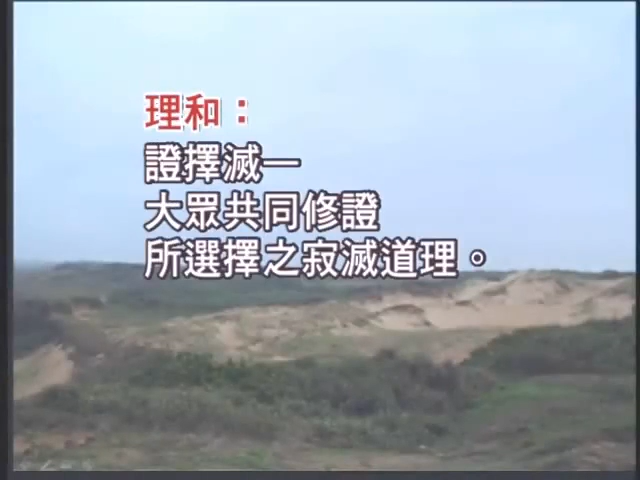 理和：
證擇滅—
大眾共同修證
所選擇之寂滅道理。